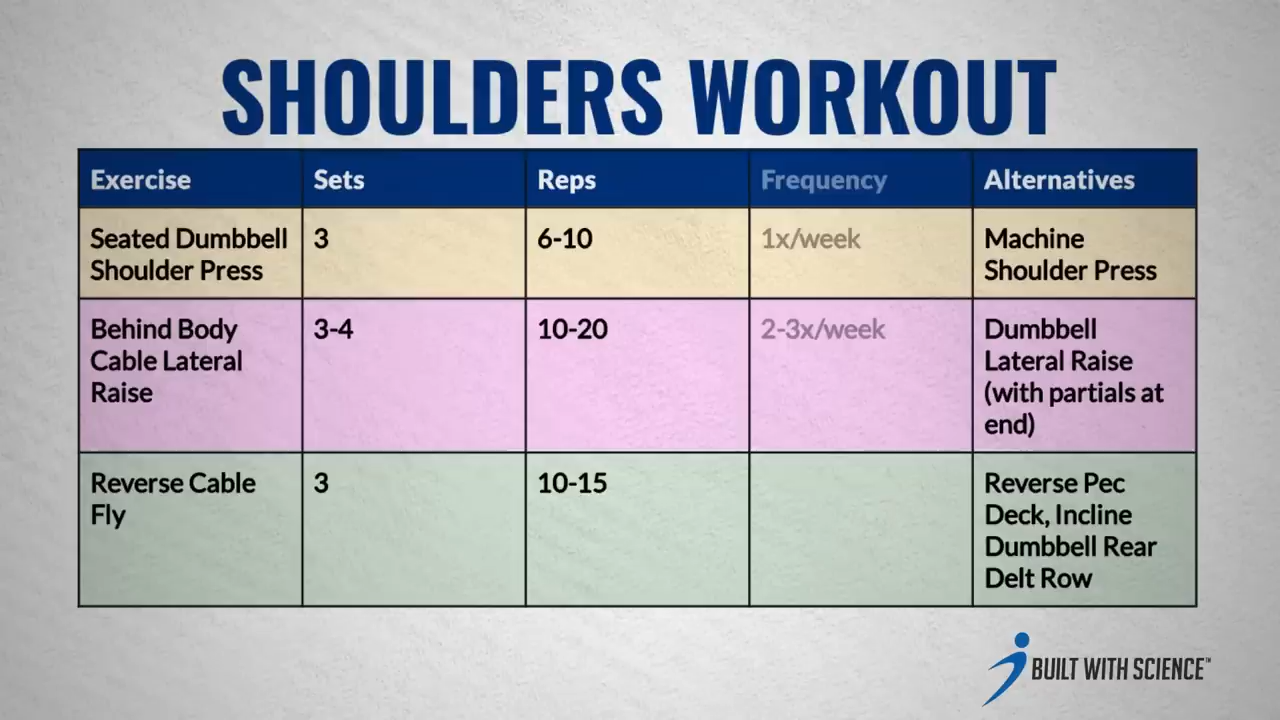 SHOULDERS WORKOUT
Exercise Sets Reps Frequency Alternatives
Seated Dumbbell 3 6-10 1x/week Machine
Shoulder Press Shoulder Press
Behind Body 3-4 10-20 2-3x/week Dumbbell
Cable Lateral Lateral Raise
Raise (with partials at
end)
Reverse Cable 3 10-15 Reverse Pec
Fly Deck, Incline
Dumbbell Rear
Delt Row
BUILT WITH SCIENCE™